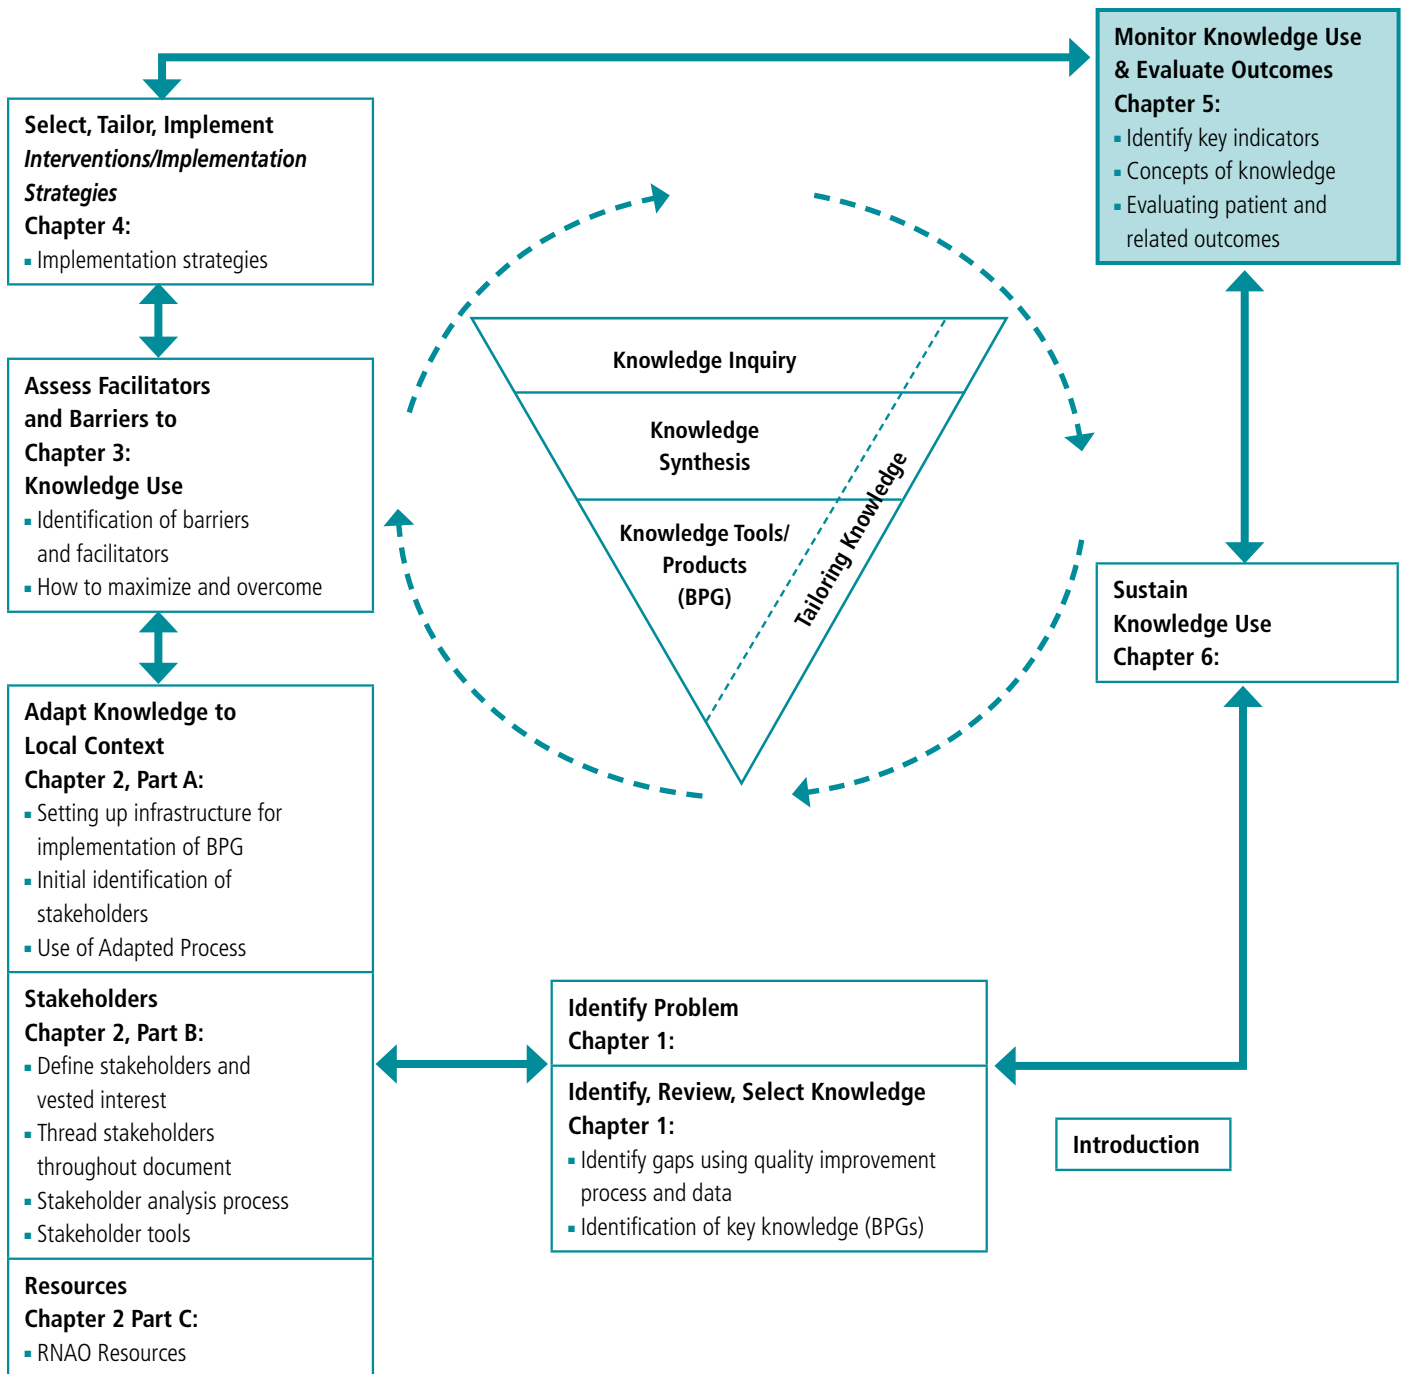 Monitor Knowledge Use
& Evaluate Outcomes
Chapter 5:
▪ Identify key indicators
▪ Concepts of knowledge
▪ Evaluating patient and
related outcomes
Select, Tailor, Implement
Interventions/Implementation
Strategies
Chapter 4:
▪ Implementation strategies
Assess Facilitators
and Barriers to
Chapter 3:
Knowledge Use
▪ Identification of barriers
and facilitators
▪ How to maximize and overcome
Knowledge Inquiry
Knowledge
Synthesis
Knowledge Tools/
Products
(BPG)
Tailoring Knowledge
Sustain
Knowledge Use
Chapter 6:
Adapt Knowledge to
Local Context
Chapter 2, Part A:
▪ Setting up infrastructure for
implementation of BPG
▪ Initial identification of
stakeholders
▪ Use of Adapted Process
Stakeholders
Chapter 2, Part B:
▪ Define stakeholders and
vested interest
▪ Thread stakeholders
throughout document
▪ Stakeholder analysis process
▪ Stakeholder tools
Resources
Chapter 2 Part C:
▪ RNAO Resources
Identify Problem
Chapter 1:
Identify, Review, Select Knowledge
Chapter 1:
▪ Identify gaps using quality improvement
process and data
▪ Identification of key knowledge (BPGs)
Introduction